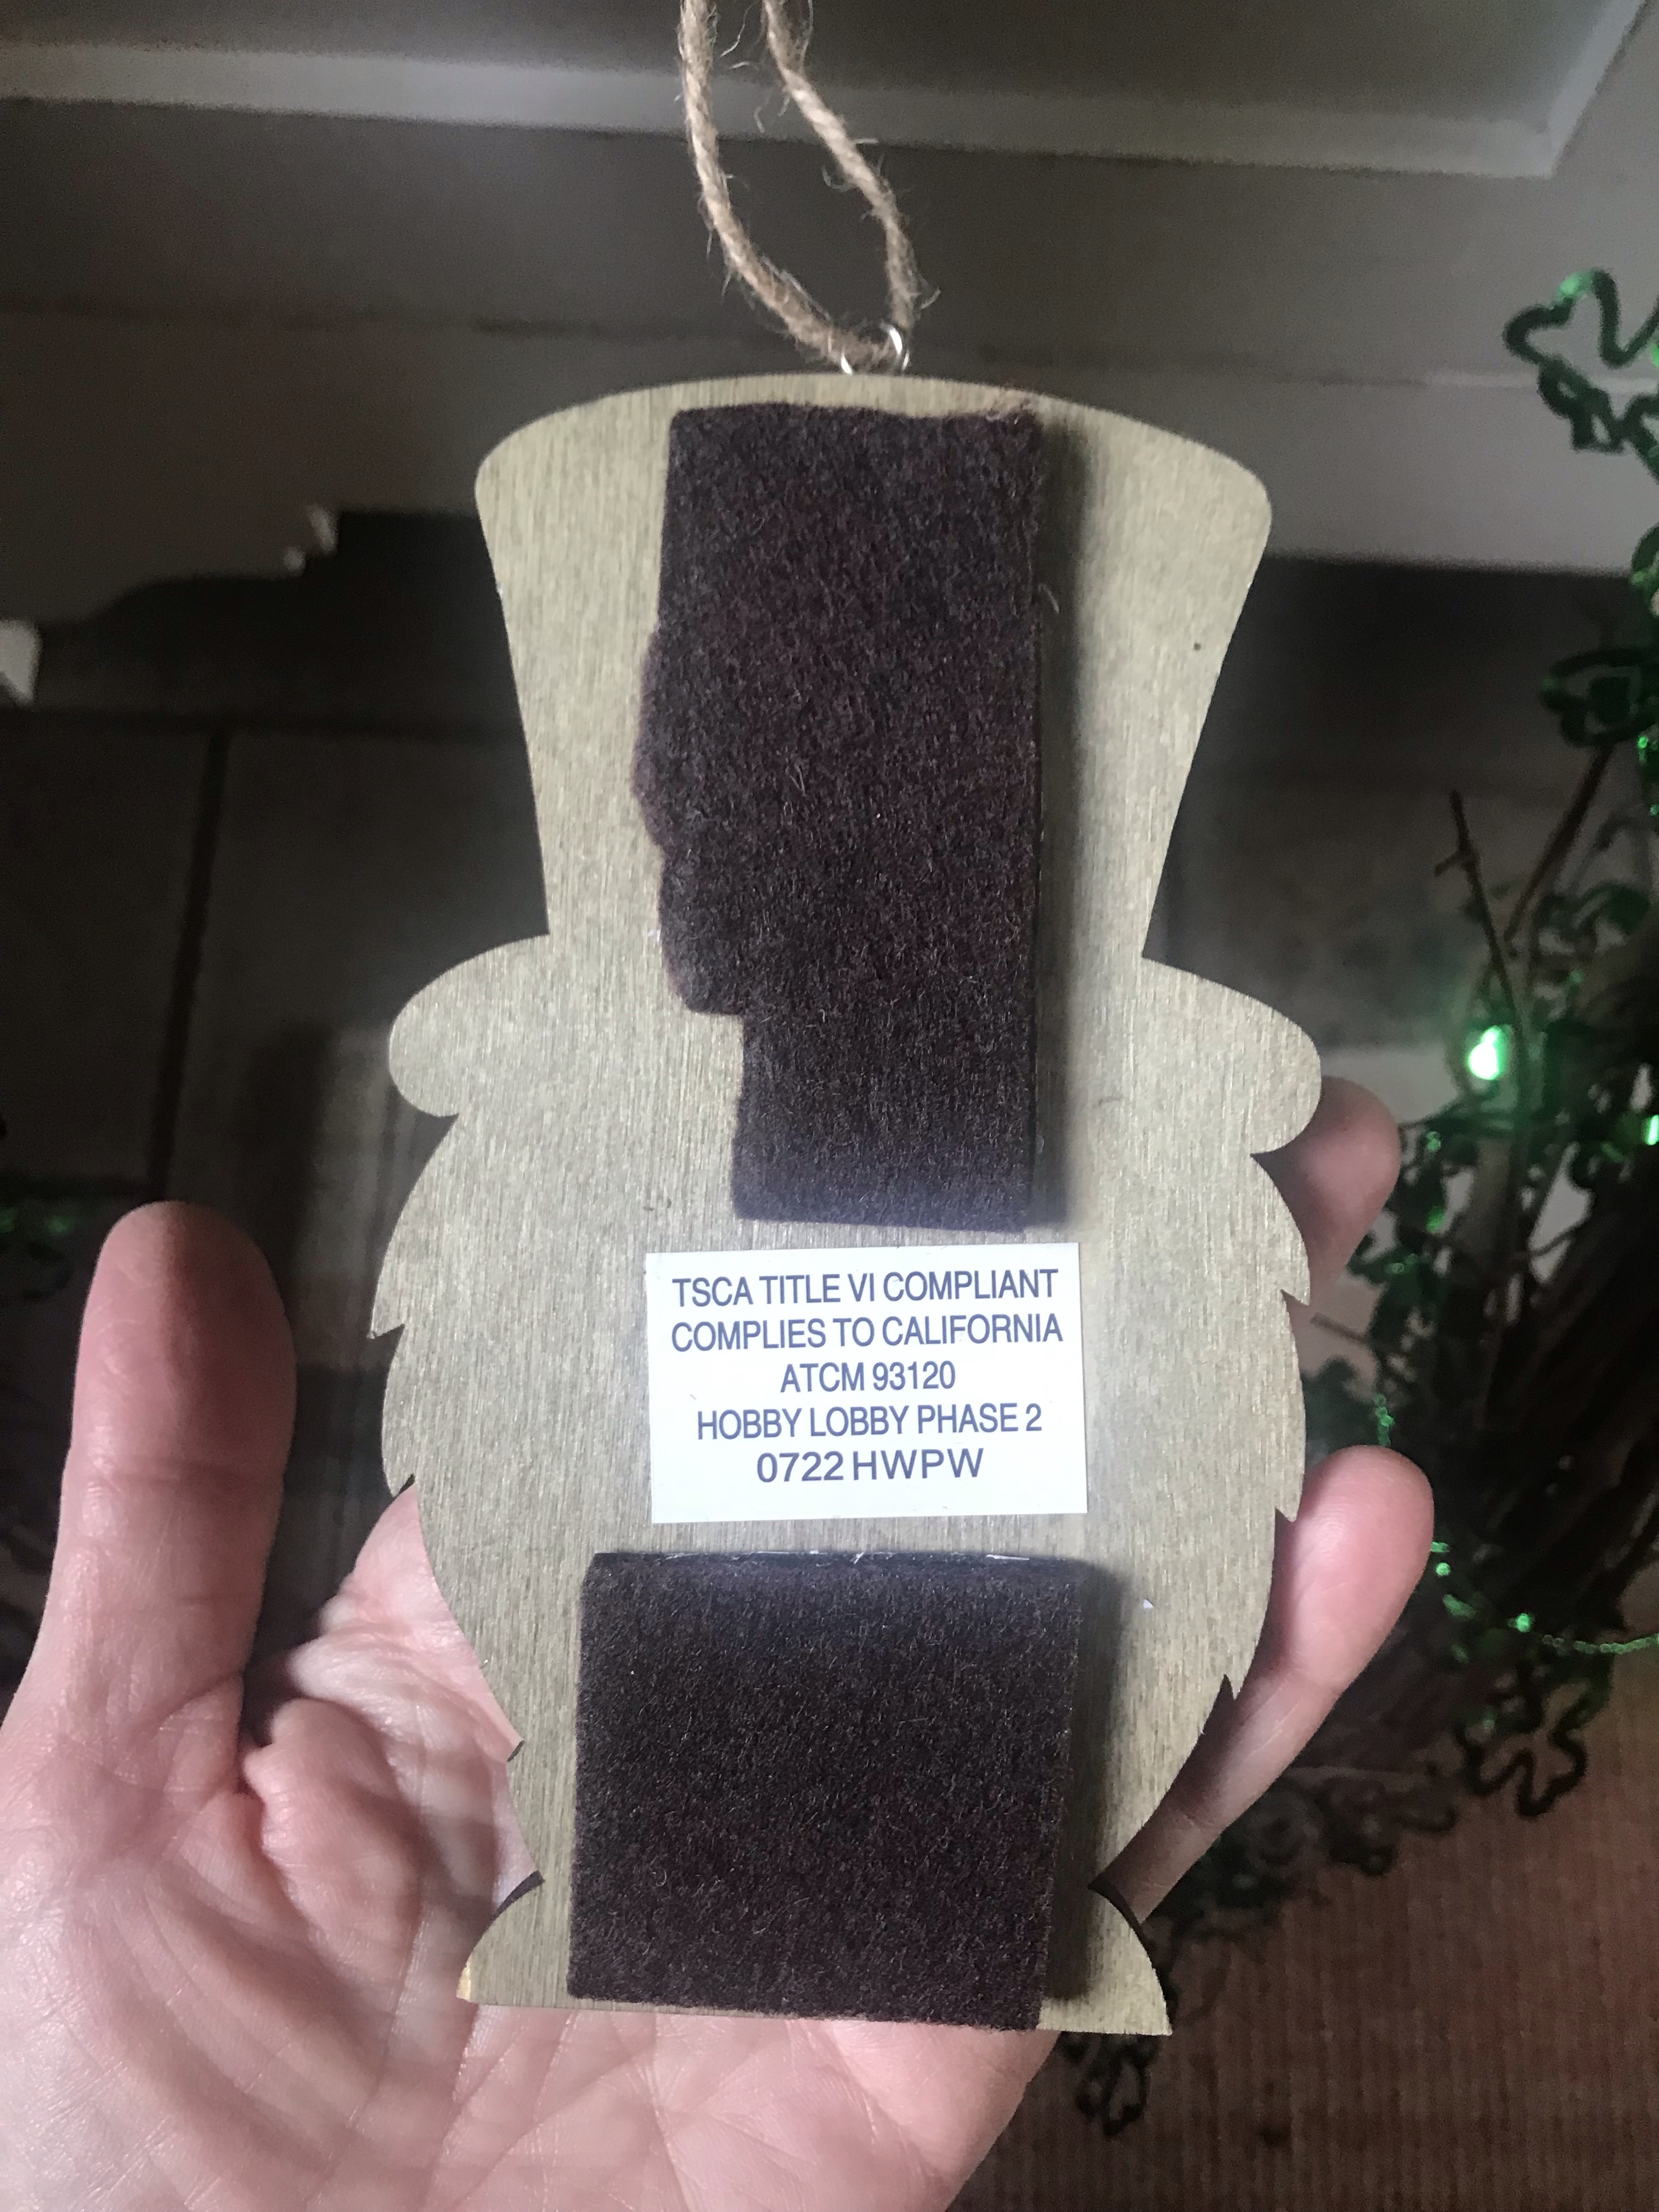 TSCA TITLE VI COMPLIANT
COMPLIES TO CALIFORNIA
ATCM 93120
HOBBY LOBBY PHASE 2
0722 HWPW